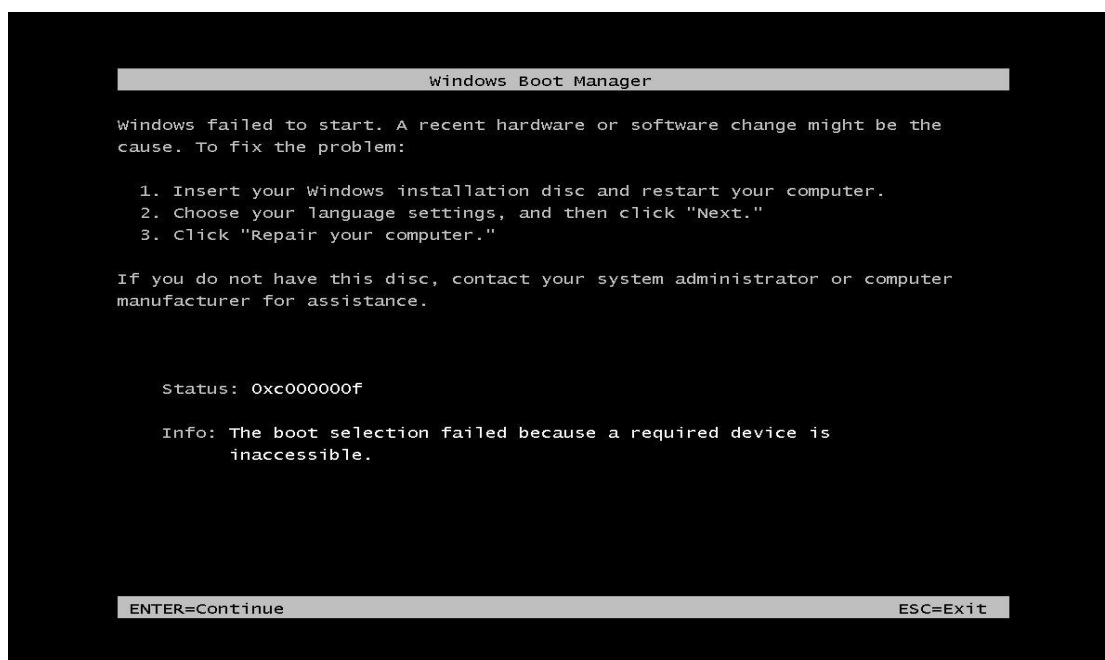 Windows Boot Manager
Windows failed to start. A recent hardware or software change might be the
cause. To fix the problem:
1. Insert your Windows installation disc and restart your computer.
2. Choose your language settings, and then click "Next."
3. Click "Repair your computer."
If you do not have this disc, contact your system administrator or computer
manufacturer for assistance.
Status: 0xc000000f
Info: The boot selection failed because a required device is
inaccessible.
ENTER=Continue ESC=Exit